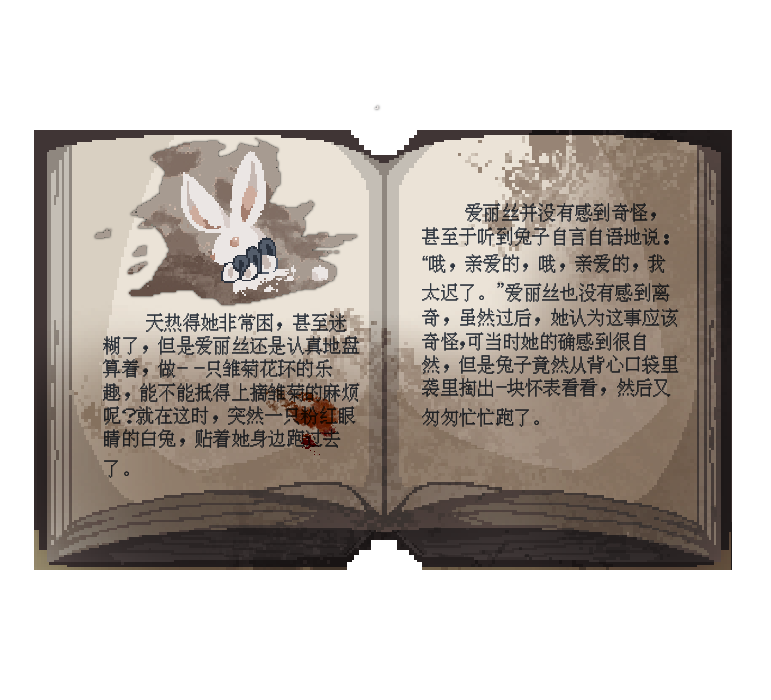 天热得她非常困，甚至迷
糊了，但是爱丽丝还是认真地盘
算着，做--只雏菊花环的乐
趣，能不能抵得上摘雏菊的麻烦
呢?就在这时，突然一只粉红眼
睛的白兔，贴着她身边跑过去
了。
爱丽丝并没有感到奇怪，
甚至于听到兔子自言自语地说：
“哦，亲爱的，哦，亲爱的，我
太迟了。”爱丽丝也没有感到离
奇，虽然过后，她认为这事应该
奇怪,可当时她的确感到很自
然，但是兔子竟然从背心口袋里
袭里掏出一块怀表看看，然后又
匆匆忙忙跑了。